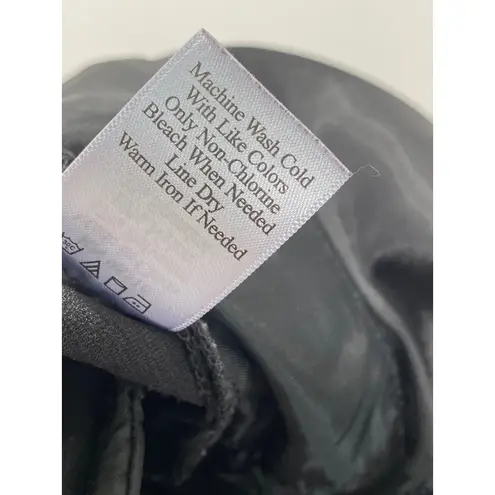 Machine Wash Cold
With Like Colors
Only Non-Chlorine
Bleach When Needed
Line Dry
Warm Iron If Needed